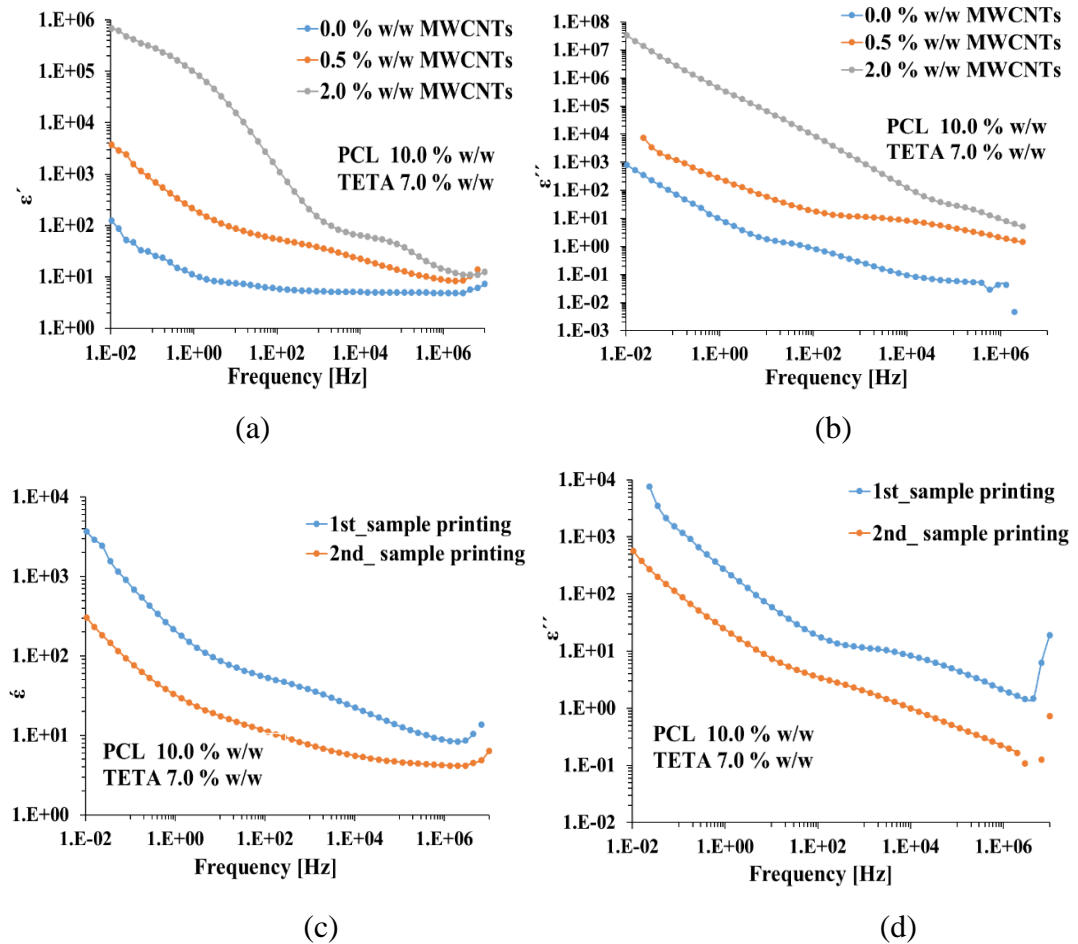 1.E+06
1.E+05
1.E+04
1.E+03
1.E+02
1.E+01
1.E+00
ε´
0.0 % w/w MWCNTs
0.5 % w/w MWCNTs
2.0 % w/w MWCNTs
PCL 10.0 % w/w
TETA 7.0 % w/w
1.E-02 1.E+00 1.E+02 1.E+04 1.E+06
Frequency [Hz]
(a)
1.E+08
1.E+07
1.E+06
1.E+05
1.E+04
1.E+03
1.E+02
1.E+01
1.E+00
1.E-01
1.E-02
1.E-03
ε´´
0.0 % w/w MWCNTs
0.5 % w/w MWCNTs
2.0 % w/w MWCNTs
PCL 10.0 % w/w
TETA 7.0 % w/w
1.E-02 1.E+00 1.E+02 1.E+04 1.E+06
Frequency [Hz]
(b)
1.E+04
1.E+03
1.E+02
1.E+01
1.E+00
έ
1st_sample printing
2nd_ sample printing
PCL 10.0 % w/w
TETA 7.0 % w/w
1.E-02 1.E+00 1.E+02 1.E+04 1.E+06
Frequency [Hz]
(c)
1.E+04
1.E+03
1.E+02
1.E+01
1.E+00
1.E-01
1.E-02
ε´´
1st_sample printing
2nd_ sample printing
PCL 10.0 % w/w
TETA 7.0 % w/w
1.E-02 1.E+00 1.E+02 1.E+04 1.E+06
Frequency [Hz]
(d)